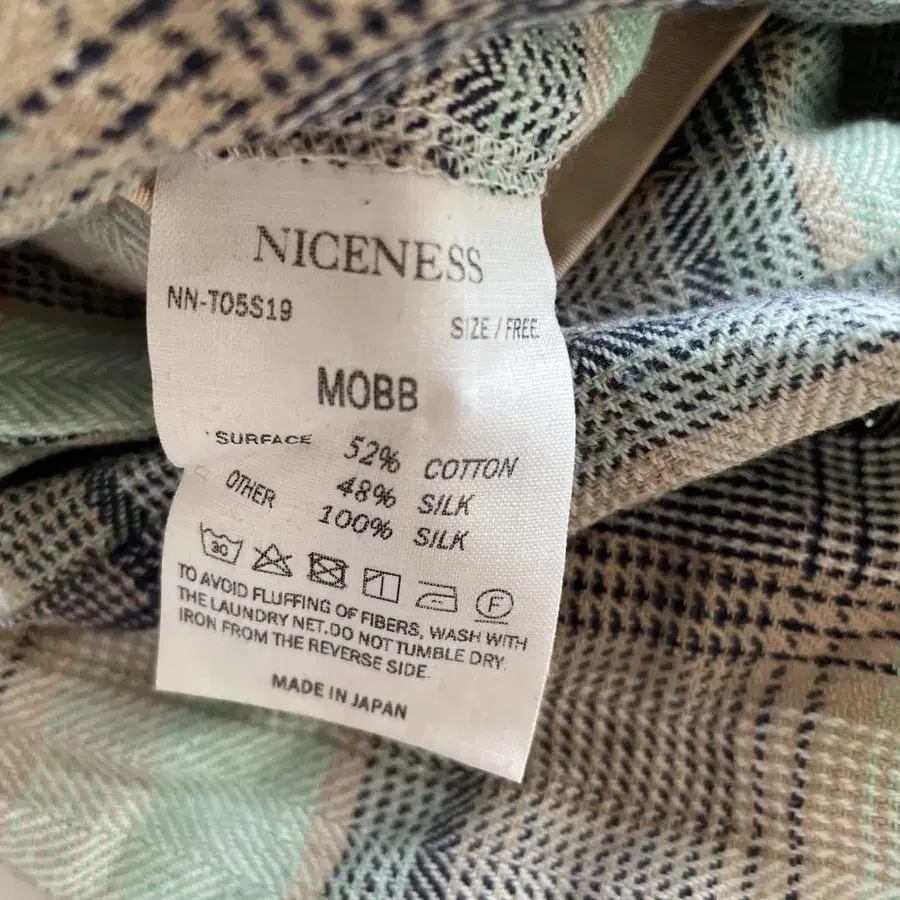 NICENESS
NN-T05S19
SIZE / FREE
MOBB
SURFACE 52% COTTON
48% SILK
OTHER 100% SILK
30
F
TO AVOID FLUFFING OF FIBERS, WASH WITH
THE LAUNDRY NET.DO NOT TUMBLE DRY.
IRON FROM THE REVERSE SIDE.
MADE IN JAPAN